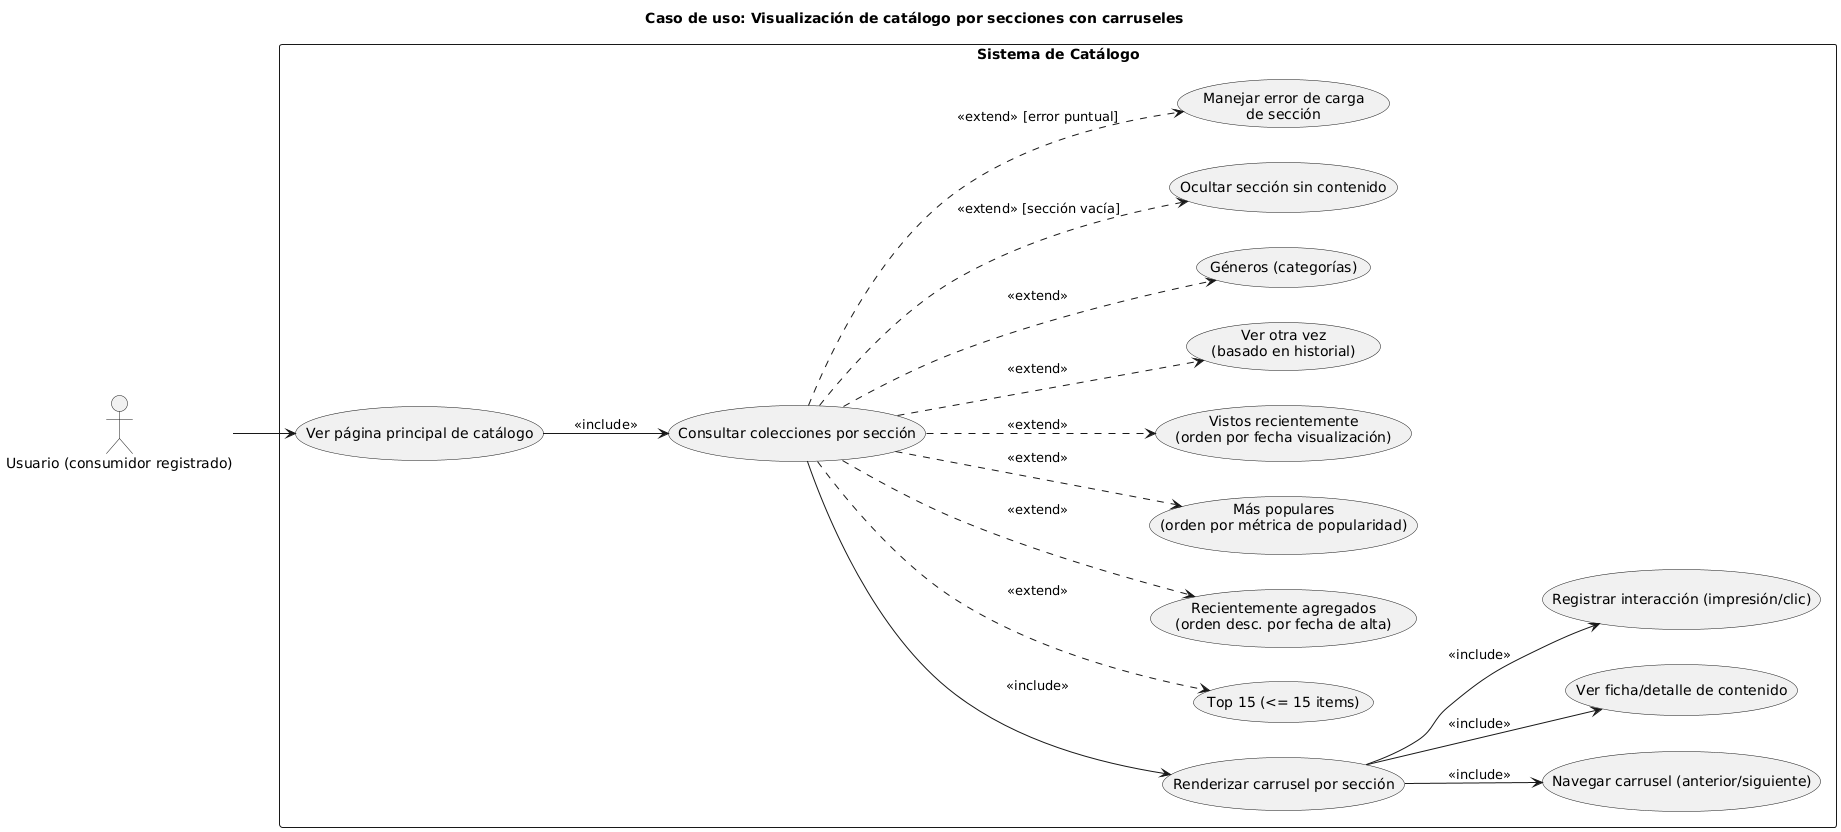 Caso de uso: Visualización de catálogo por secciones con carruseles
Sistema de Catálogo
Manejar error de carga
de sección
«extend» [error puntual]
Ocultar sección sin contenido
«extend» [sección vacía]
Géneros (categorías)
«extend»
Ver otra vez
(basado en historial)
«extend»
Usuario (consumidor registrado)
Ver página principal de catálogo
«include»
Consultar colecciones por sección
«extend»
Vistos recientemente
(orden por fecha visualización)
«extend»
Más populares
(orden por métrica de popularidad)
«extend»
Recientemente agregados
(orden desc. por fecha de alta)
«extend»
Top 15 (<= 15 items)
«include»
Renderizar carrusel por sección
Registrar interacción (impresión/clic)
«include»
Ver ficha/detalle de contenido
«include»
«include»
Navegar carrusel (anterior/siguiente)